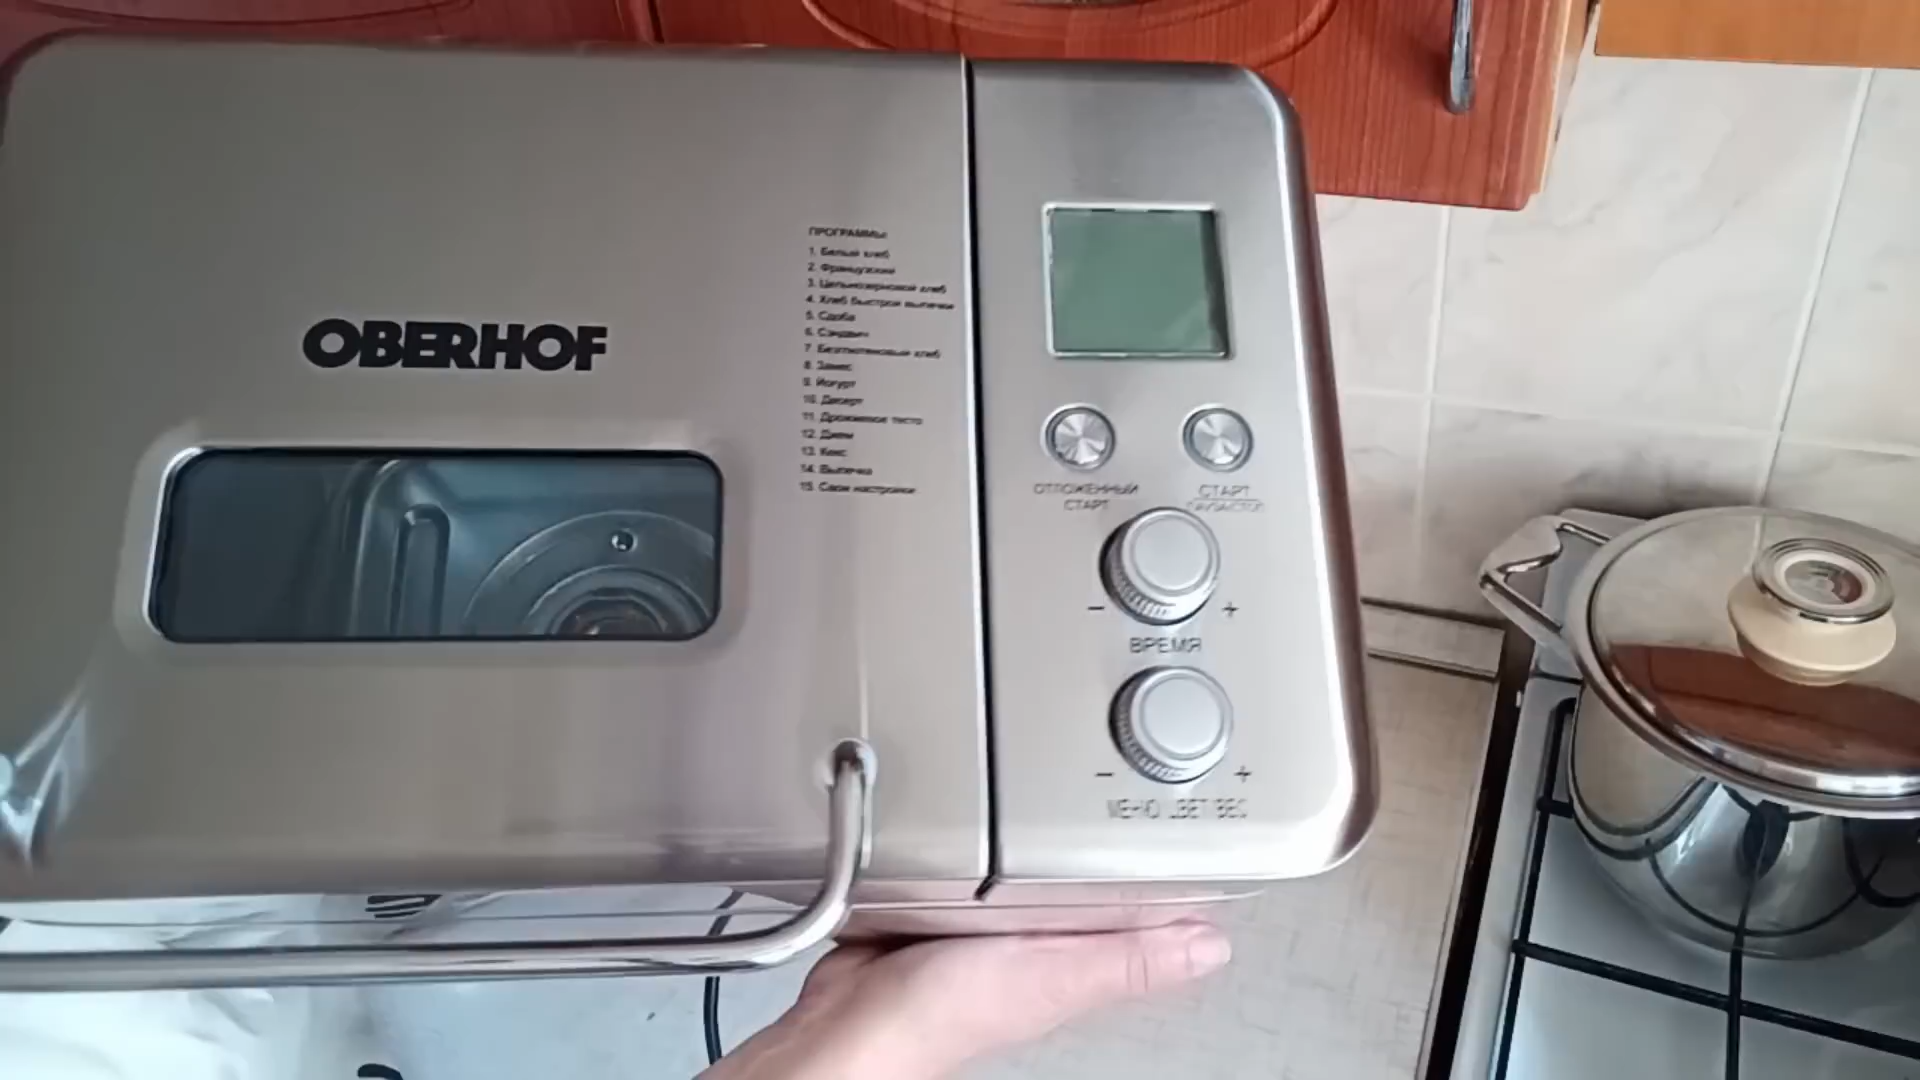 OBERHOF
ПРОГРАММЫ:
1. Белый хлеб
2. Французский
3. Цельнозерновой хлеб
4. Хлеб быстрой выпечки
5. Сдоба
6. Сэндвич
7. Безглютеновый хлеб
8. Замес
9. Йогурт
10. Десерт
11. Дрожжевое тесто
12. Джем
13. Кекс
14. Выпечка
15. Свои настройки
ОТЛОЖЕННЫЙ
СТАРТ
СТАРТ
ПАУЗА/СТОП
− +
ВРЕМЯ
− +
МЕНЮ ЦВЕТ ВЕС